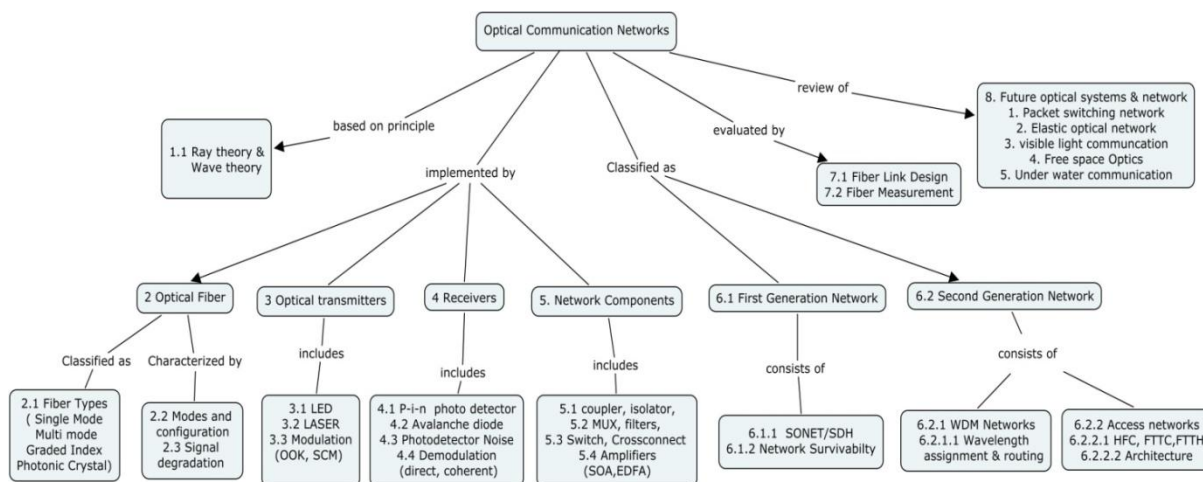 Optical Communication Networks
review of
8. Future optical systems & network
1. Packet switching network
2. Elastic optical network
3. visible light communcation
4. Free space Optics
5. Under water communication
based on principle
evaluated by
1.1 Ray theory &
Wave theory
implemented by
Classified as
7.1 Fiber Link Design
7.2 Fiber Measurement
2 Optical Fiber
3 Optical transmitters
4 Receivers
5. Network Components
6.1 First Generation Network
6.2 Second Generation Network
Classified as
Characterized by
includes
includes
includes
consists of
consists of
2.1 Fiber Types
( Single Mode
Multi mode
Graded Index
Photonic Crystal)
2.2 Modes and
configuration
2.3 Signal
degradation
3.1 LED
3.2 LASER
3.3 Modulation
(OOK, SCM)
4.1 P-i-n photo detector
4.2 Avalanche diode
4.3 Photodetector Noise
4.4 Demodulation
(direct, coherent)
5.1 coupler, isolator,
5.2 MUX, filters,
5.3 Switch, Crossconnect
5.4 Amplifiers
(SOA,EDFA)
6.1.1 SONET/SDH
6.1.2 Network Survivabilty
6.2.1 WDM Networks
6.2.1.1 Wavelength
assignment & routing
6.2.2 Access networks
6.2.2.1 HFC, FTTC,FTTH
6.2.2.2 Architecture